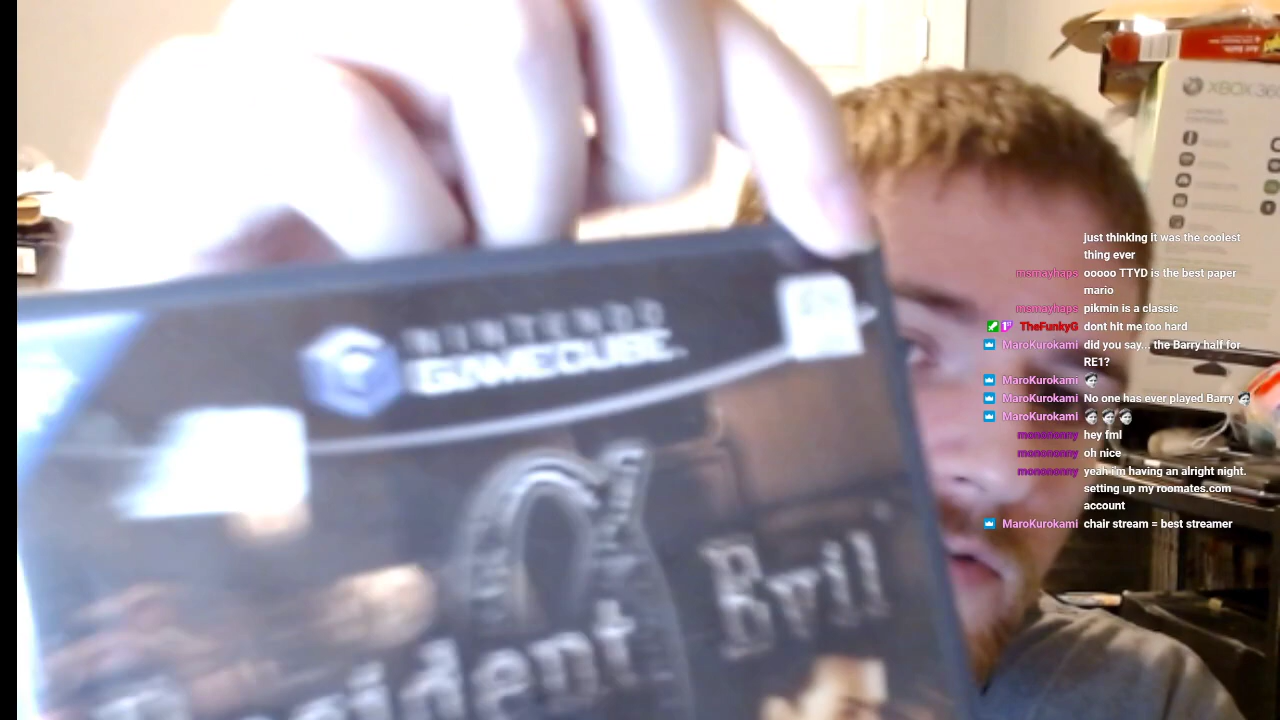 NINTENDO
GAMECUBE.
Resident
Evil
XBOX 360
just thinking it was the coolest
thing ever
msmayhaps ooooo TTYD is the best paper
mario
msmayhaps pikmin is a classic
TheFunkyG dont hit me too hard
MaroKurokami did you say... the Barry half for
RE1?
MaroKurokami
MaroKurokami No one has ever played Barry
MaroKurokami
monononny hey fml
monononny oh nice
monononny yeah i'm having an alright night.
setting up my roomates.com
account
MaroKurokami chair stream = best streamer